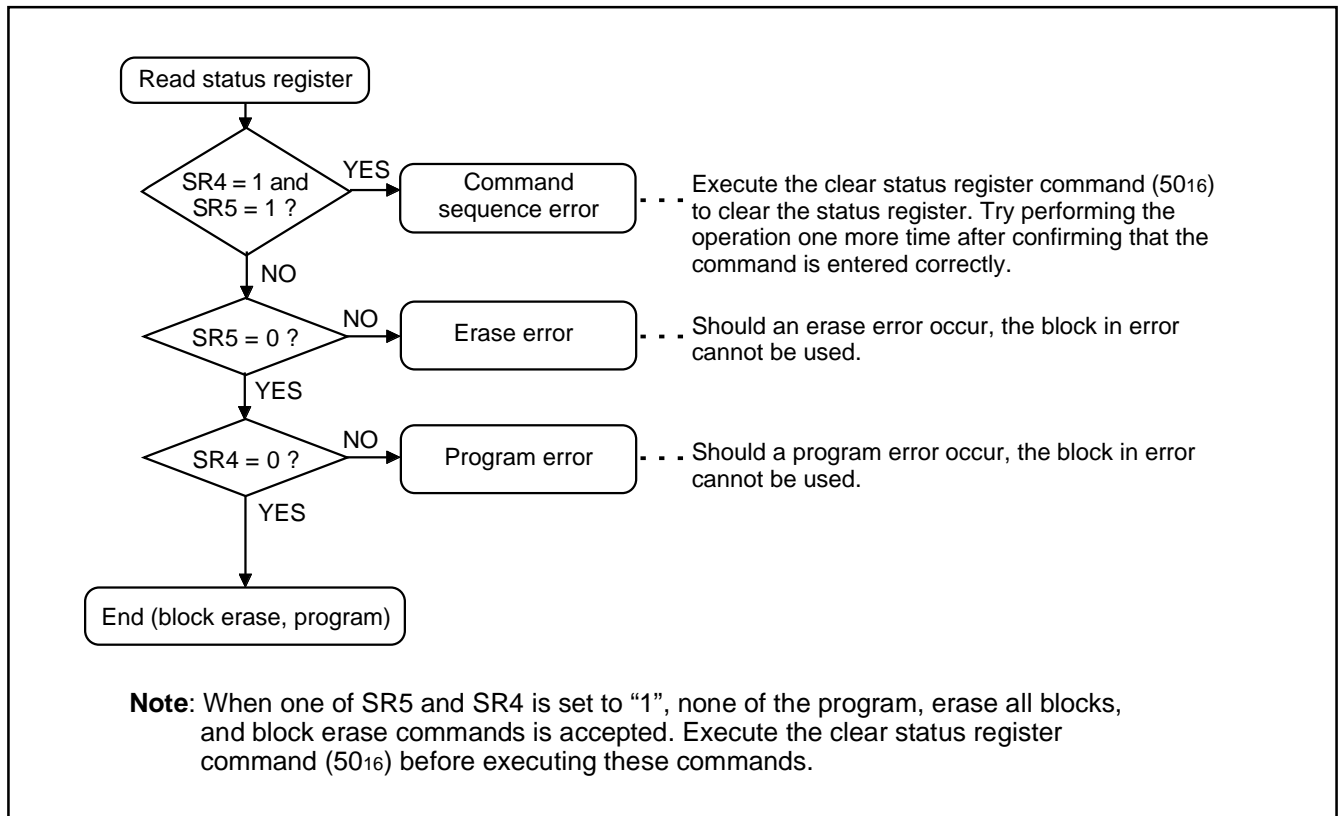 Read status register
SR4 = 1 and
SR5 = 1 ?
YES
Command
sequence error
Execute the clear status register command (5016)
to clear the status register. Try performing the
operation one more time after confirming that the
command is entered correctly.
NO
SR5 = 0 ?
NO
Erase error
Should an erase error occur, the block in error
cannot be used.
YES
SR4 = 0 ?
NO
Program error
Should a program error occur, the block in error
cannot be used.
YES
End (block erase, program)
Note: When one of SR5 and SR4 is set to “1”, none of the program, erase all blocks,
and block erase commands is accepted. Execute the clear status register
command (5016) before executing these commands.